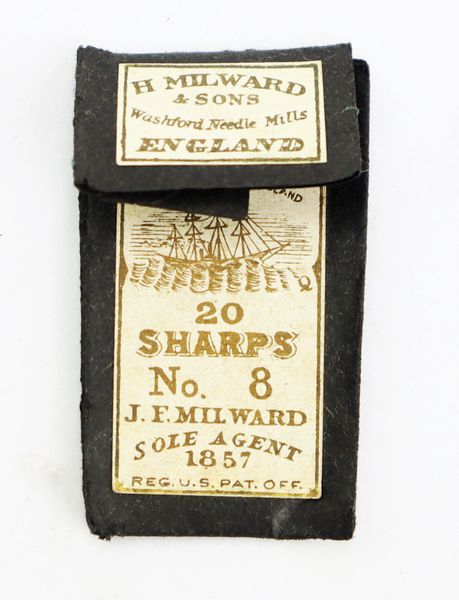 H MILWARD
& SONS
Washford Needle Mills
ENGLAND
20
SHARPS
No. 8
J. F. MILWARD
SOLE AGENT
1857
REG. U.S. PAT. OFF.